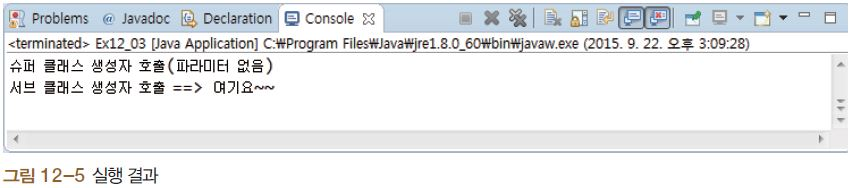 Problems @ Javadoc Declaration Console
<terminated> Ex12_03 [Java Application] C:₩Program Files₩Java₩jre1.8.0_60₩bin₩javaw.exe (2015. 9. 22. 오후 3:09:28)
슈퍼 클래스 생성자 호출(파라미터 없음)
서브 클래스 생성자 호출 ==> 여기요~~
그림 12-5 실행 결과